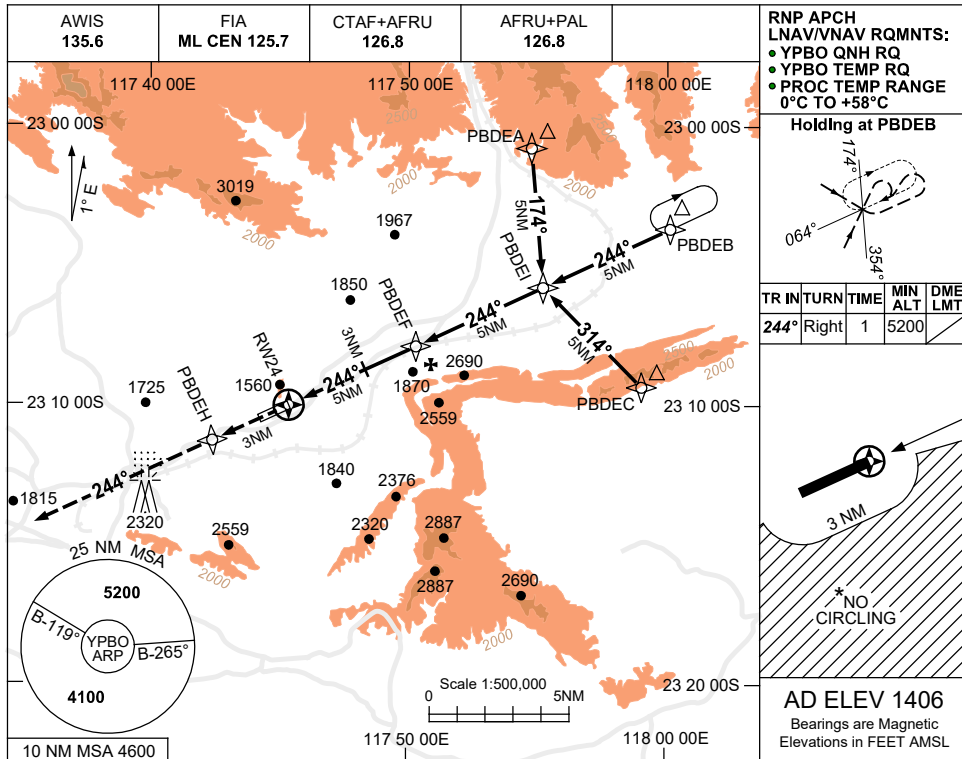 AWIS
135.6
FIA
ML CEN 125.7
CTAF+AFRU
126.8
AFRU+PAL
126.8
RNP APCH
LNAV/VNAV RQMNTS:
• YPBO QNH RQ
• YPBO TEMP RQ
• PROC TEMP RANGE
0°C TO +58°C
117 40 00E
117 50 00E
118 00 00E
23 00 00S
23 00 00S
2500
2000
2000
2000
2000
1° E
3019
2000
1967
PBDEA
174°
5NM
PBDEI
PBDEB
244°
5NM
1850
PBDEF
244°
5NM
314°
5NM
2500
2000
PBDEC
3NM
244°
5NM
RW24
1560
1870
2690
2559
1725
PBDEH
3NM
23 10 00S
23 10 00S
244°
1815
2320
2559
2000
1840
2376
2320
2887
2887
2690
2000
25 NM MSA
5200
B-119°
YPBO
ARP
B-265°
4100
10 NM MSA 4600
Scale 1:500,000
0
5NM
23 20 00S
117 50 00E
118 00 00E
Holding at PBDEB
174°
064°
354°
TR IN
TURN
TIME
MIN
ALT
DME
LMT
244°
Right
1
5200
3 NM
*NO
CIRCLING
AD ELEV 1406
Bearings are Magnetic
Elevations in FEET AMSL